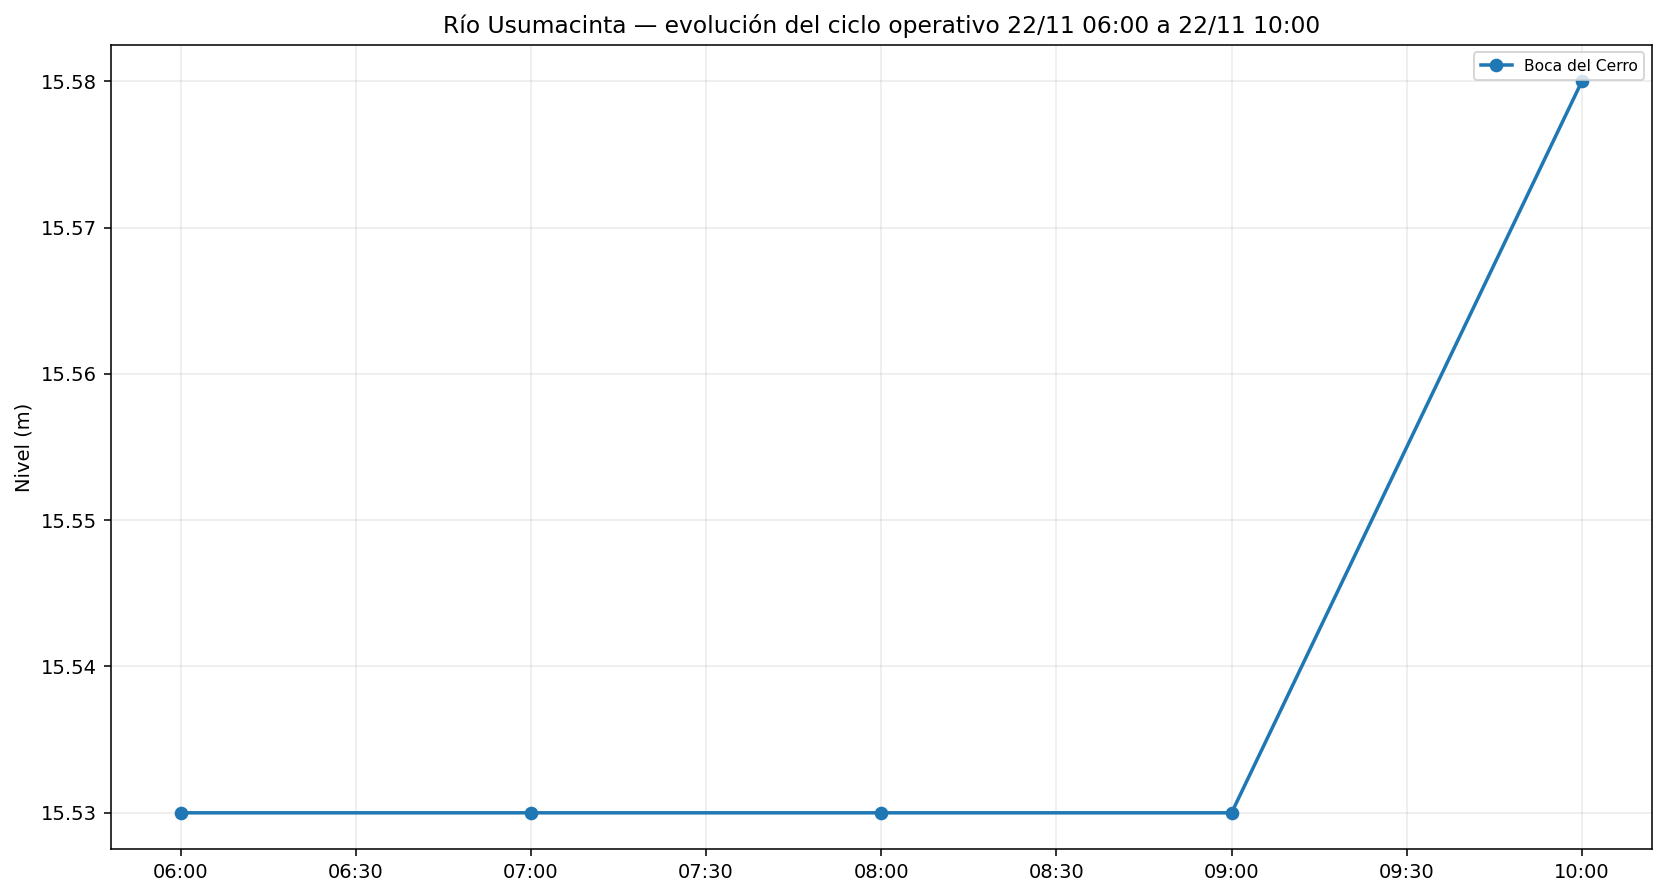 Río Usumacinta — evolución del ciclo operativo 22/11 06:00 a 22/11 10:00
Boca del Cerro
Nivel (m)
15.58
15.57
15.56
15.55
15.54
15.53
06:00 06:30 07:00 07:30 08:00 08:30 09:00 09:30 10:00